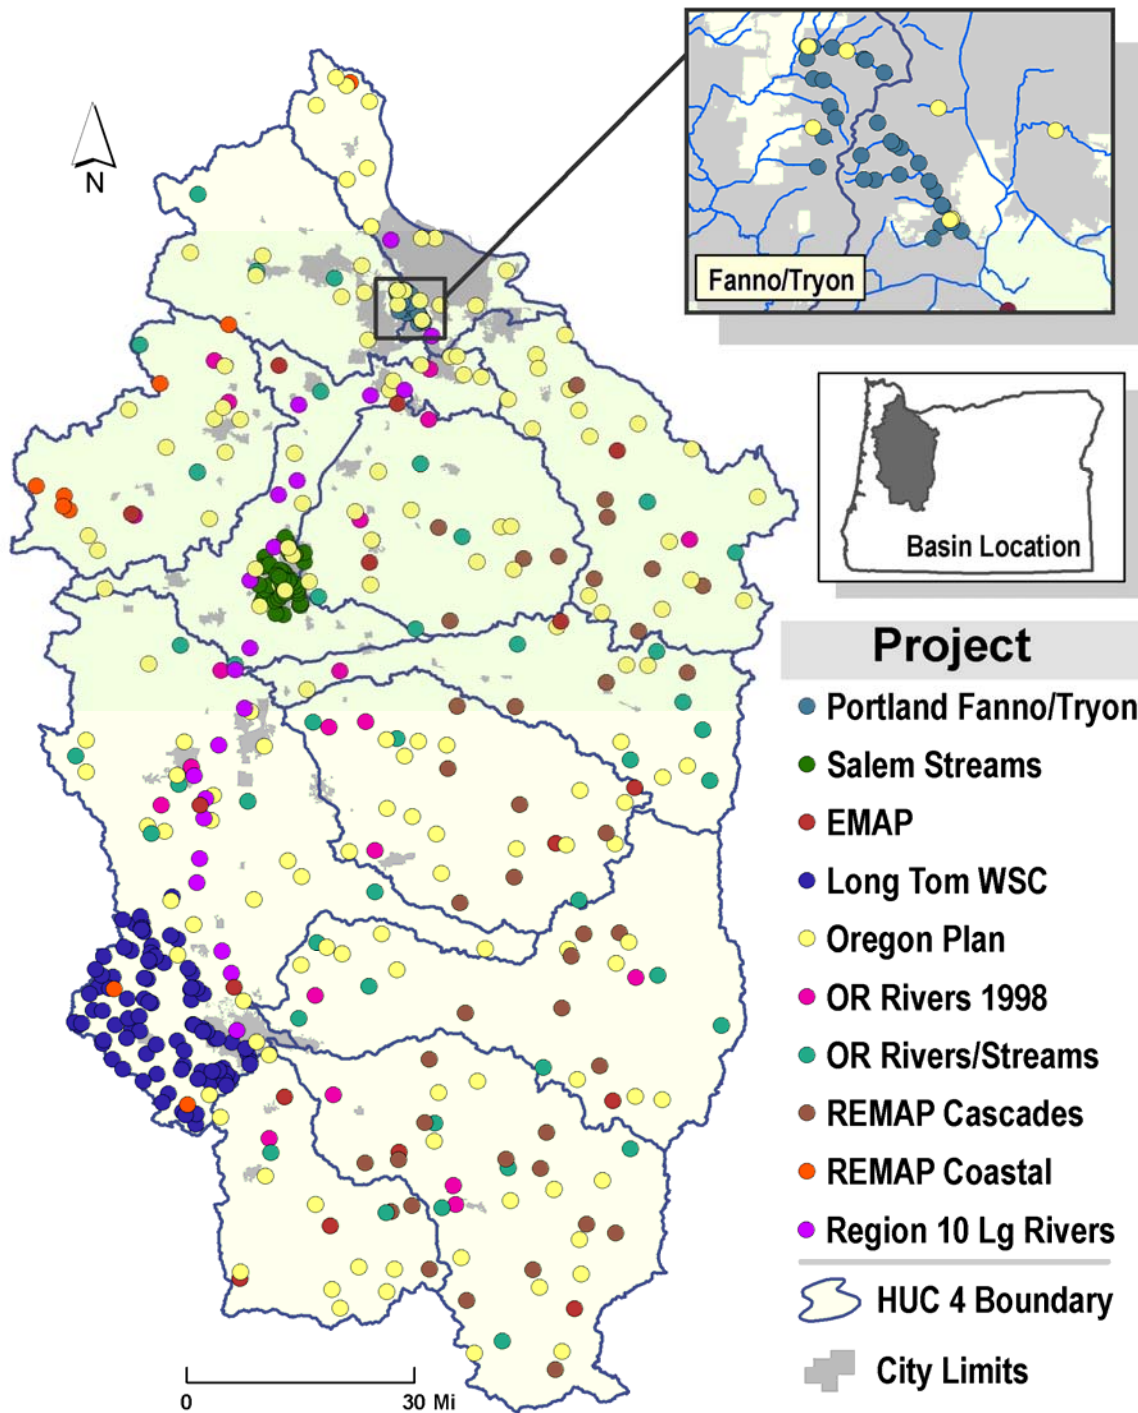 N
Fanno/Tryon
Basin Location
Project
Portland Fanno/Tryon
Salem Streams
EMAP
Long Tom WSC
Oregon Plan
OR Rivers 1998
OR Rivers/Streams
REMAP Cascades
REMAP Coastal
Region 10 Lg Rivers
HUC 4 Boundary
City Limits
0 30 Mi